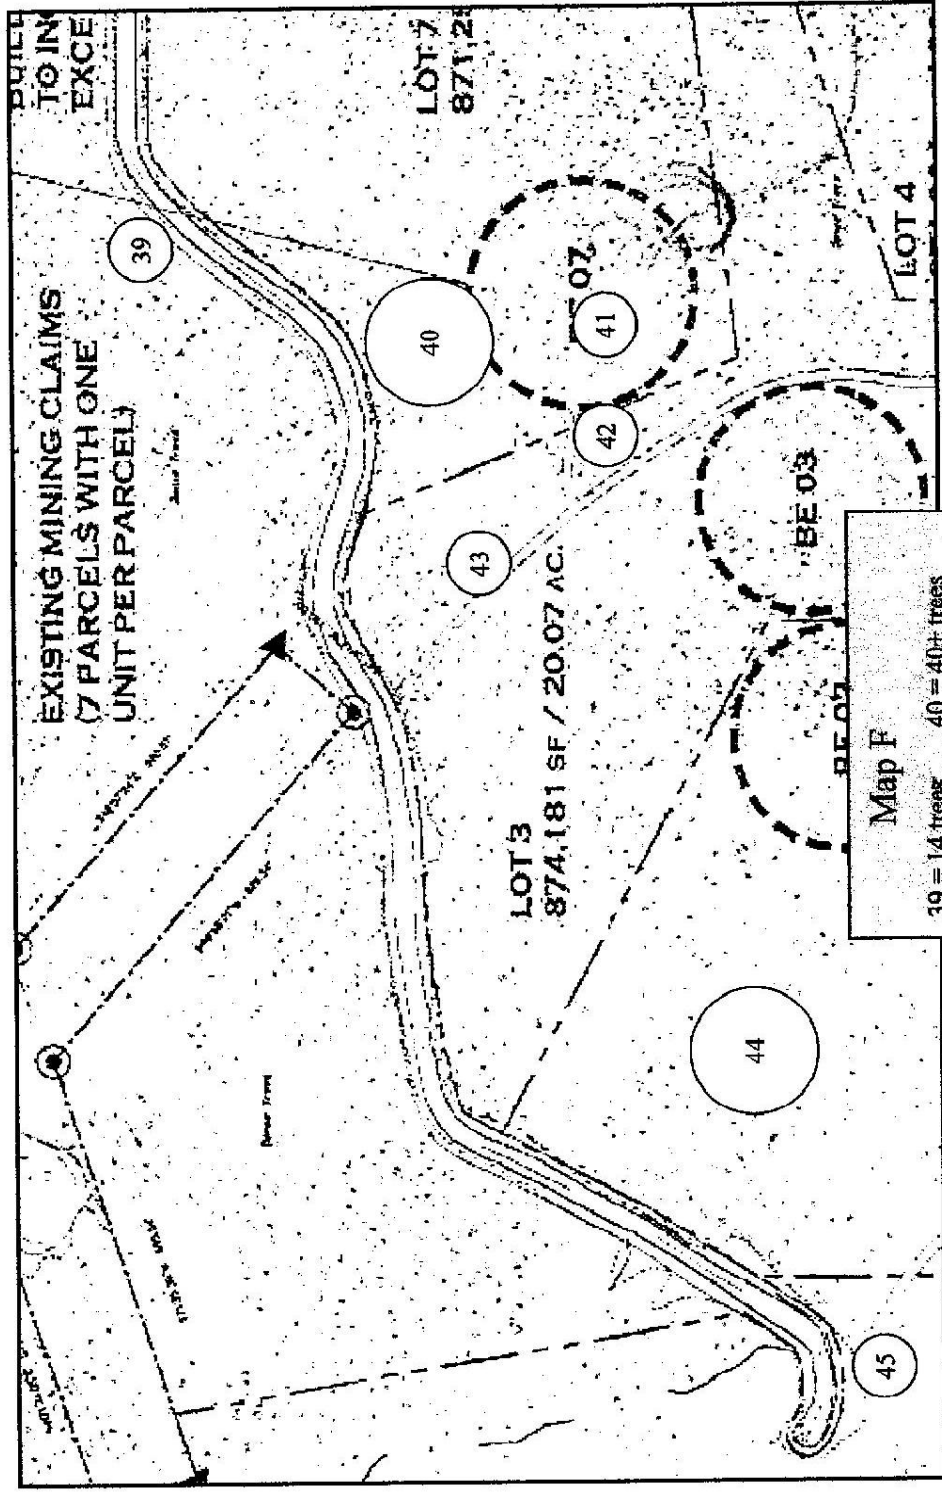 TO IN
EXCE
EXISTING MINING CLAIMS
(7 PARCELS WITH ONE
UNIT PER PARCEL)
39
LOT 7
871,2
40
07
41
42
43
LOT 4
BE 03
LOT 3
874,181 SF / 20.07 AC.
44
45
Map F
39 = 14 trees 40 = 40+ trees